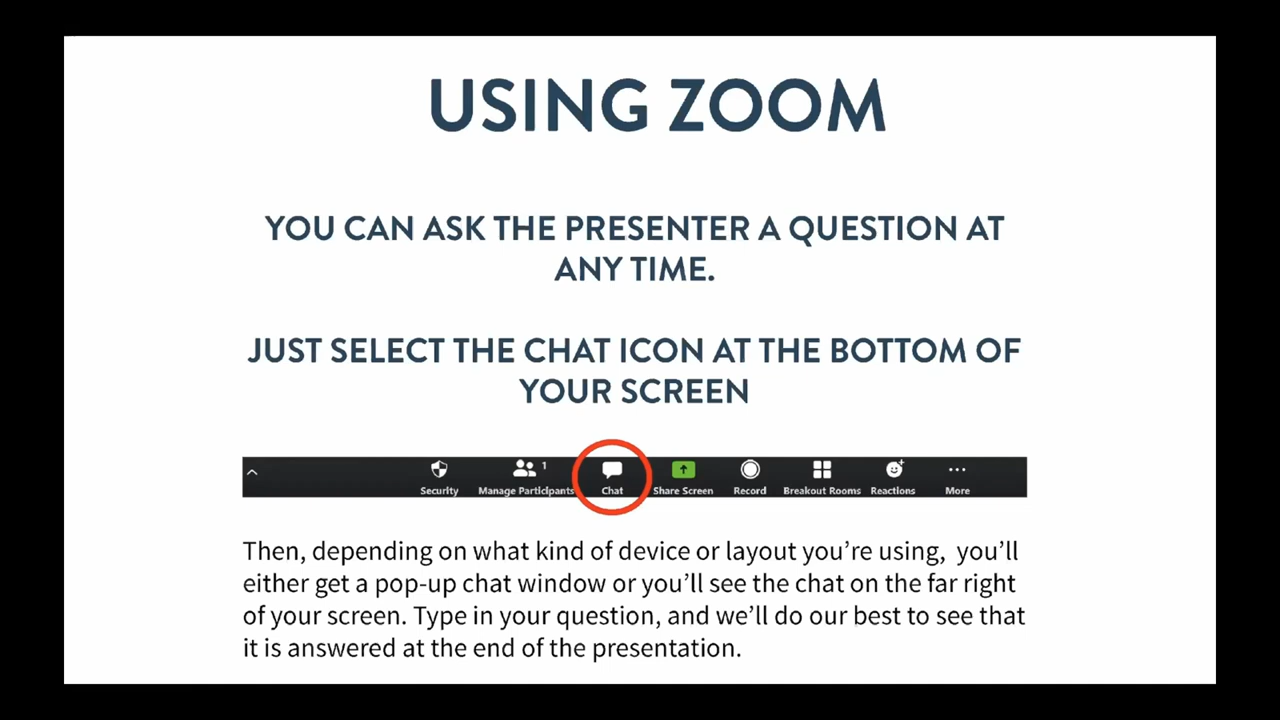 USING ZOOM
YOU CAN ASK THE PRESENTER A QUESTION AT
ANY TIME.
JUST SELECT THE CHAT ICON AT THE BOTTOM OF
YOUR SCREEN
1
Security Manage Participants Chat Share Screen Record Breakout Rooms Reactions More
Then, depending on what kind of device or layout you’re using, you’ll
either get a pop-up chat window or you’ll see the chat on the far right
of your screen. Type in your question, and we’ll do our best to see that
it is answered at the end of the presentation.